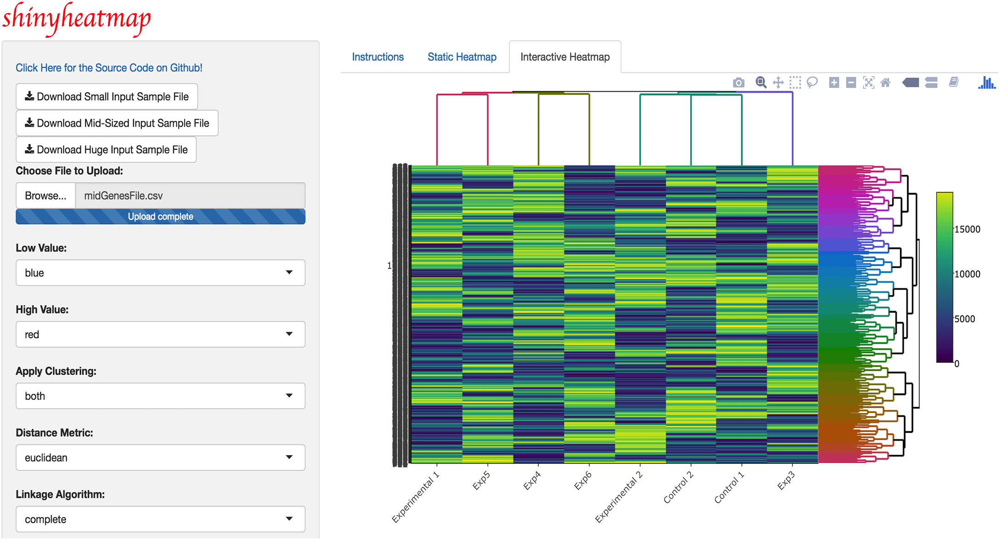 shinyheatmap
Click Here for the Source Code on Github!
Download Small Input Sample File
Download Mid-Sized Input Sample File
Download Huge Input Sample File
Choose File to Upload:
Browse... midGenesFile.csv
Upload complete
Low Value:
blue
High Value:
red
Apply Clustering:
both
Distance Metric:
euclidean
Linkage Algorithm:
complete
Instructions Static Heatmap Interactive Heatmap
15000
10000
5000
0
1
Experimental 1 Exp5 Exp4 Exp6 Experimental 2 Control 2 Control 1 Exp3